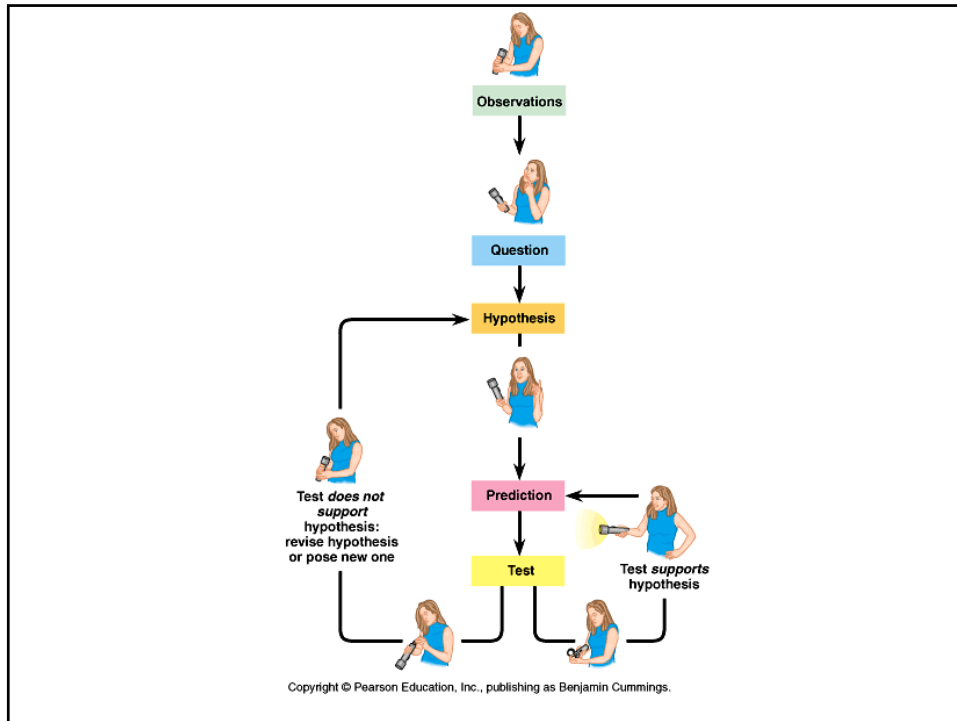 Observations
Question
Hypothesis
Prediction
Test does not
support
hypothesis:
revise hypothesis
or pose new one
Test
Test supports
hypothesis
Copyright © Pearson Education, Inc., publishing as Benjamin Cummings.